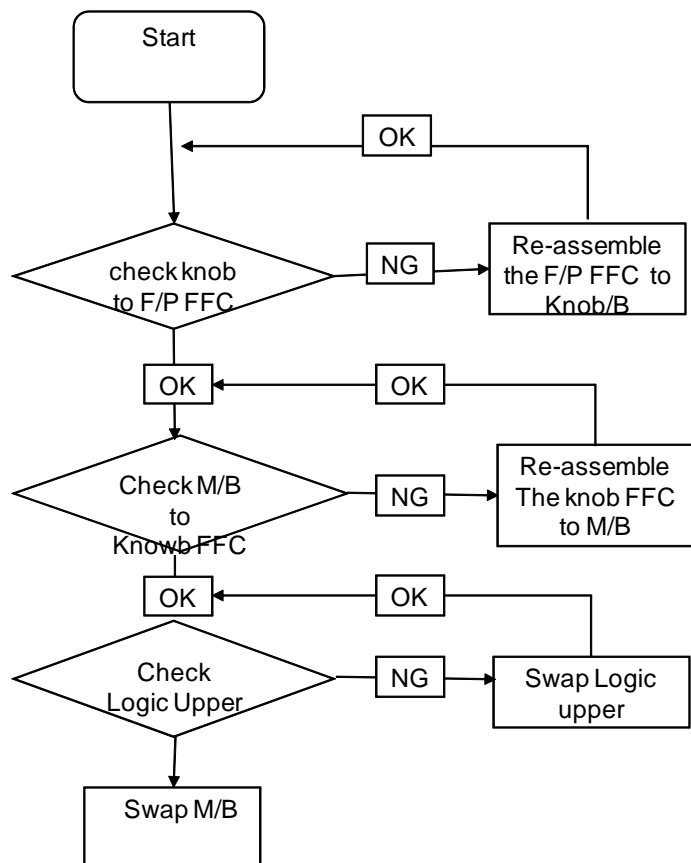 Start
OK
check knob
to F/P FFC
NG
Re-assemble
the F/P FFC to
Knob/B
OK
OK
Check M/B
to
Knowb FFC
NG
Re-assemble
The knob FFC
to M/B
OK
OK
Check
Logic Upper
NG
Swap Logic
upper
Swap M/B